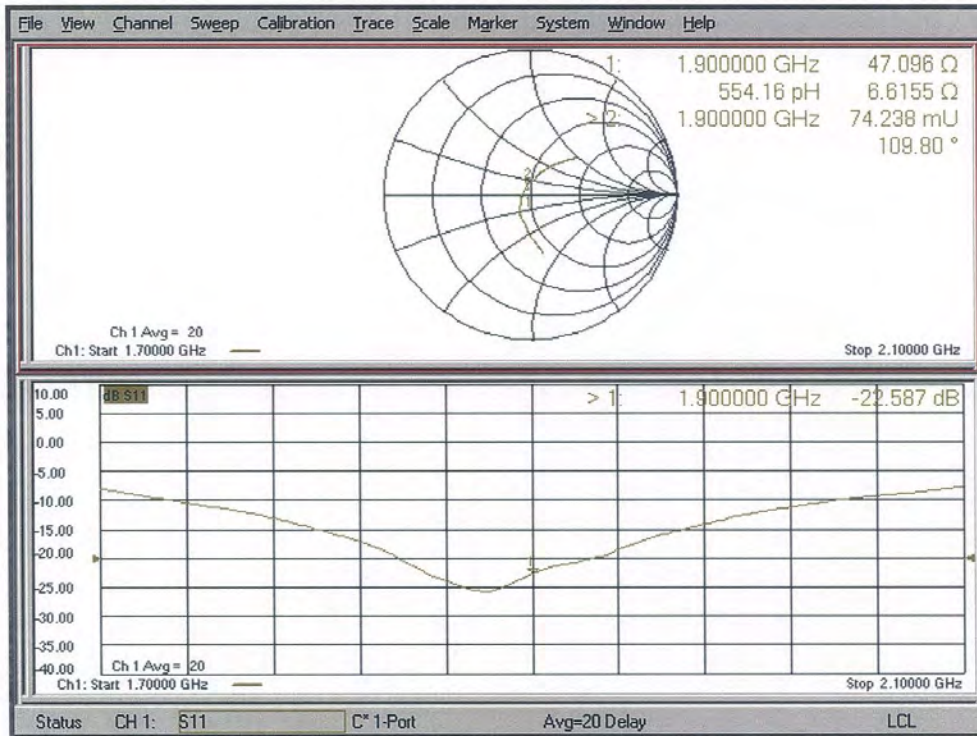 File View Channel Sweep Calibration Trace Scale Marker System Window Help
1: 1.900000 GHz 47.096 Ω
554.16 pH 6.6155 Ω
> 2: 1.900000 GHz 74.238 mU
109.80 °
2
Ch 1 Avg = 20
Ch1: Start 1.70000 GHz Stop 2.10000 GHz
10.00 dB S11 > 1: 1.900000 GHz -22.587 dB
5.00
0.00
-5.00
-10.00
-15.00
-20.00 1
-25.00
-30.00
-35.00
-40.00 Ch 1 Avg = 20
Ch1: Start 1.70000 GHz Stop 2.10000 GHz
Status CH 1: S11 C* 1-Port Avg=20 Delay LCL